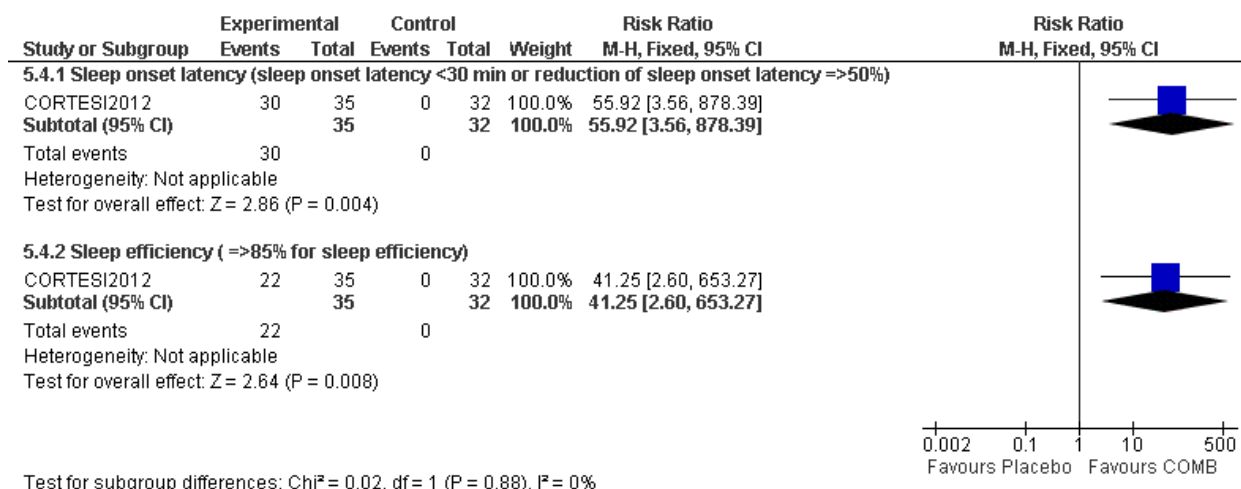 Experimental Control Risk Ratio Risk Ratio
Study or Subgroup Events Total Events Total Weight M-H, Fixed, 95% CI M-H, Fixed, 95% CI
5.4.1 Sleep onset latency (sleep onset latency <30 min or reduction of sleep onset latency =>50%)
CORTESI2012 30 35 0 32 100.0% 55.92 [3.56, 878.39]
Subtotal (95% CI) 35 32 100.0% 55.92 [3.56, 878.39]
Total events 30 0
Heterogeneity: Not applicable
Test for overall effect: Z = 2.86 (P = 0.004)
5.4.2 Sleep efficiency ( =>85% for sleep efficiency)
CORTESI2012 22 35 0 32 100.0% 41.25 [2.60, 653.27]
Subtotal (95% CI) 35 32 100.0% 41.25 [2.60, 653.27]
Total events 22 0
Heterogeneity: Not applicable
Test for overall effect: Z = 2.64 (P = 0.008)
0.002 0.1 1 10 500
Favours Placebo Favours COMB
Test for subgroup differences: Chi² = 0.02, df = 1 (P = 0.88), I² = 0%